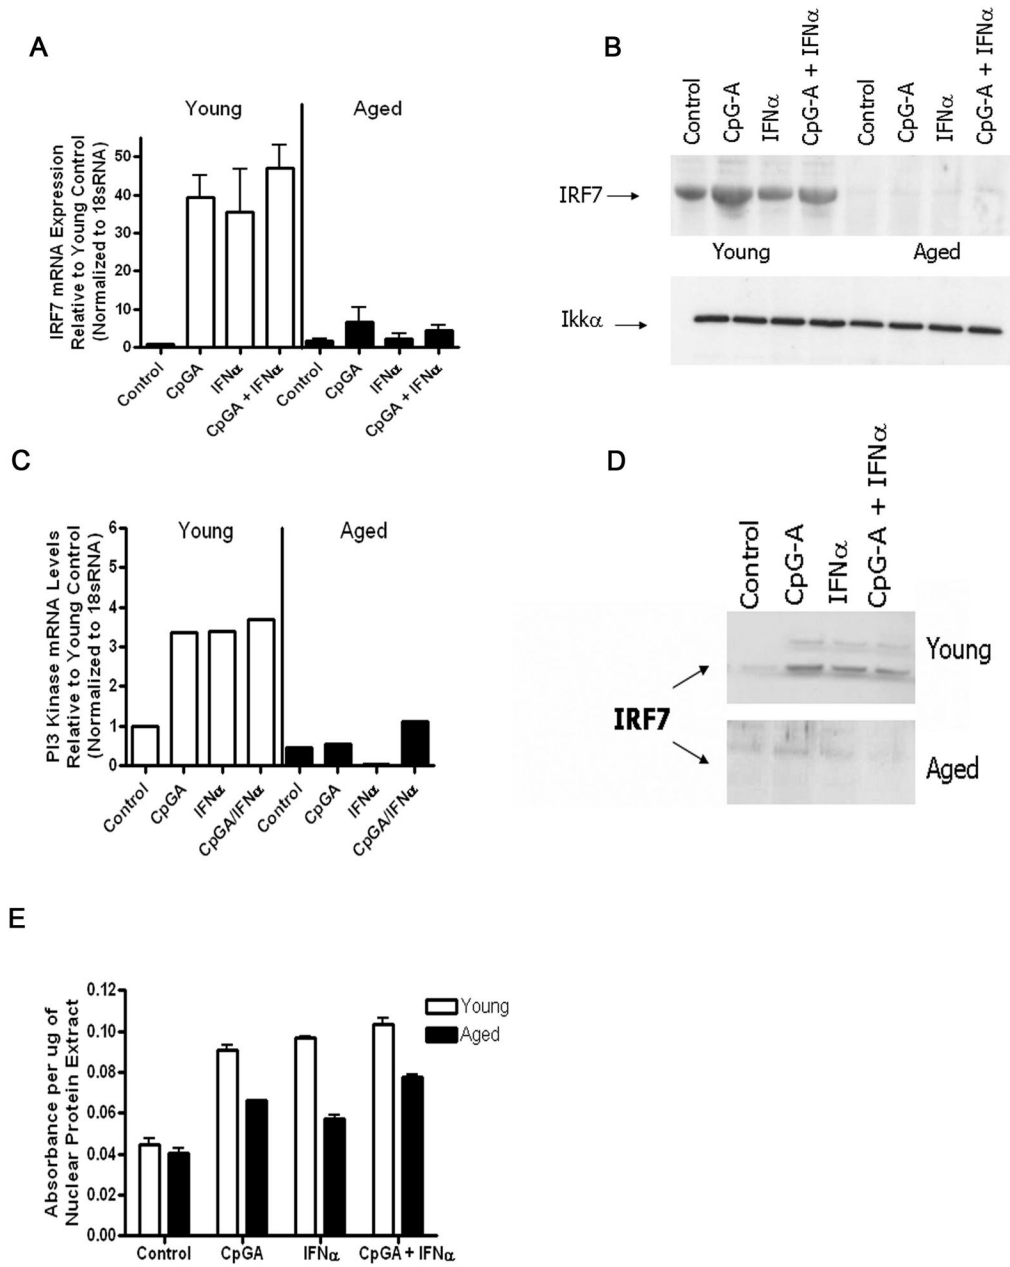 A
Young
Aged
IRF7 mRNA Expression
Relative to Young Control
(Normalized to 18sRNA)
50
40
30
20
10
0
Control
CpGA
IFNα
CpGA + IFNα
Control
CpGA
IFNα
CpGA + IFNα
B
Control
CpG-A
IFNα
CpG-A + IFNα
Control
CpG-A
IFNα
CpG-A + IFNα
IRF7
Young
Aged
Ikkα
C
Young
Aged
PI3 Kinase mRNA Levels
Relative to Young Control
(Normalized to 18sRNA)
6
5
4
3
2
1
0
Control
CpGA
IFNα
CpGA/IFNα
Control
CpGA
IFNα
CpGA/IFNα
D
Control
CpG-A
IFNα
CpG-A + IFNα
Young
IRF7
Aged
E
Absorbance per ug of
Nuclear Protein Extract
0.12
0.10
0.08
0.06
0.04
0.02
0.00
Young
Aged
Control
CpGA
IFNα
CpGA + IFNα